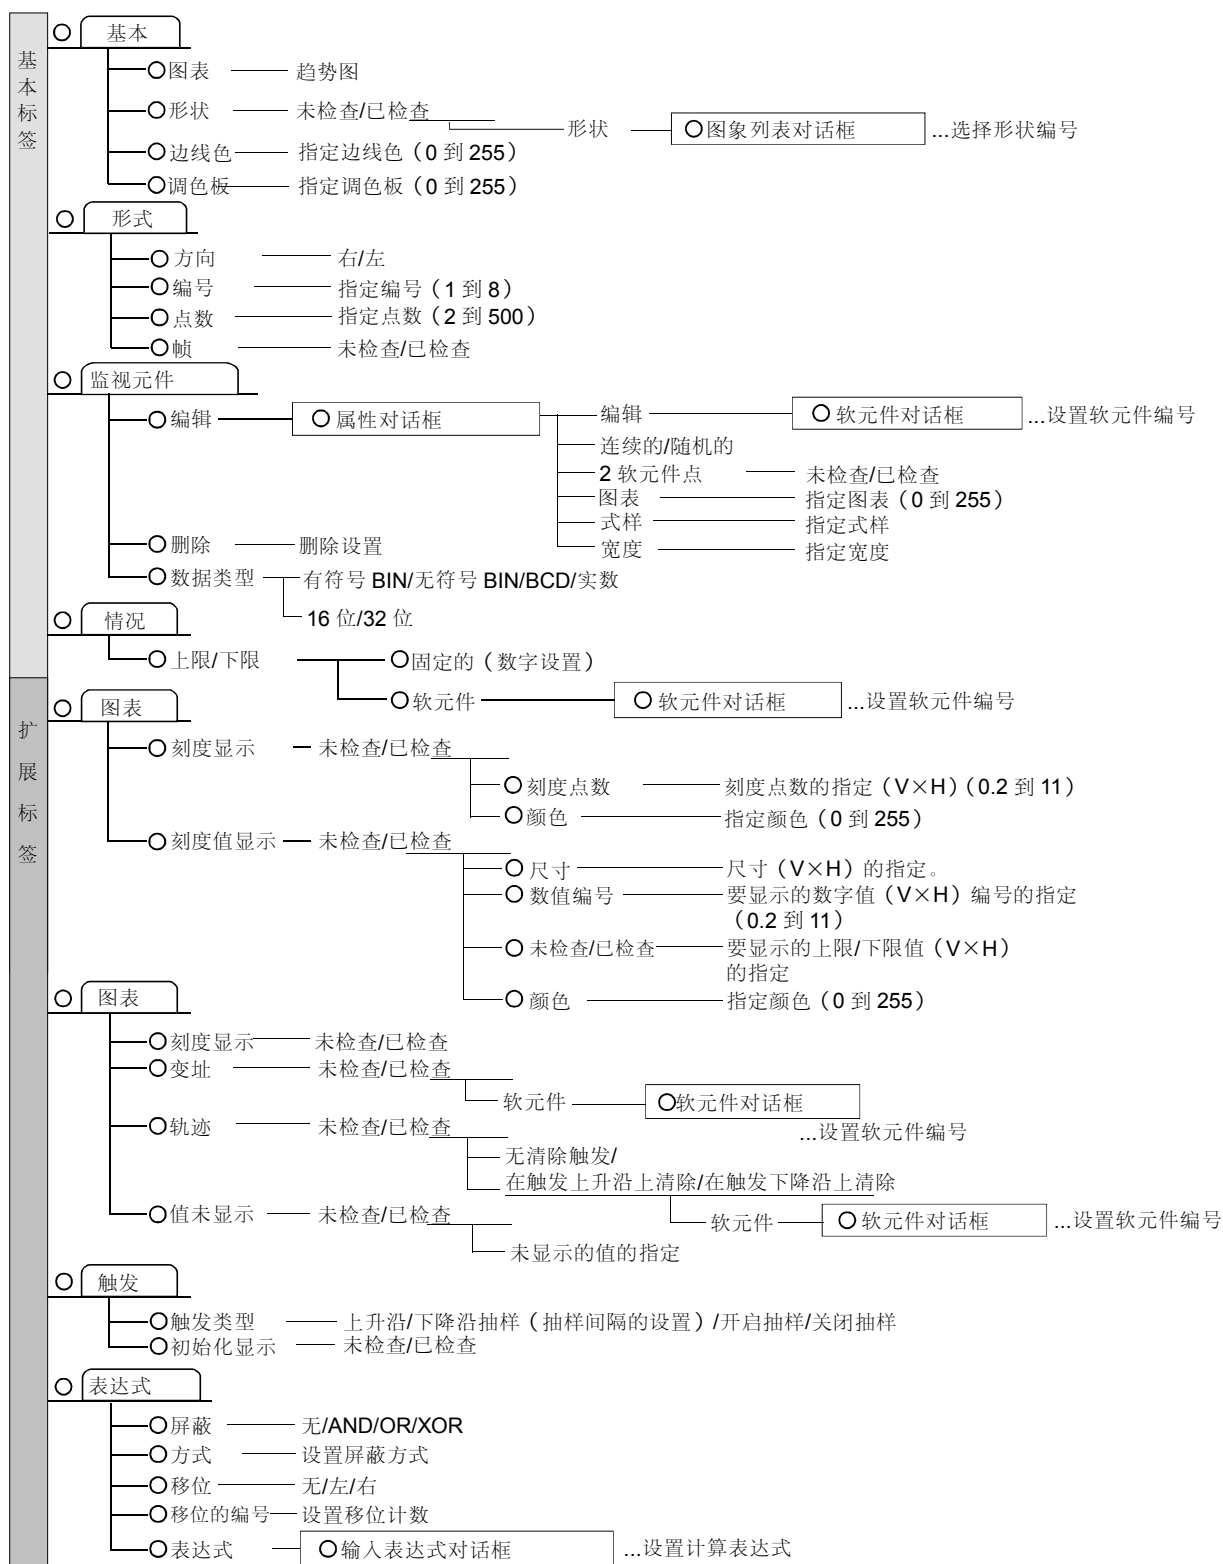 基本标签
基本
图表 趋势图
形状 未检查/已检查
形状 图象列表对话框 ...选择形状编号
边线色 指定边线色（0 到 255）
调色板 指定调色板（0 到 255）
形式
方向 右/左
编号 指定编号（1 到 8）
点数 指定点数（2 到 500）
帧 未检查/已检查
监视元件
编辑 属性对话框 编辑 软元件对话框 ...设置软元件编号
连续的/随机的
2 软元件点 未检查/已检查
图表 指定图表（0 到 255）
式样 指定式样
宽度 指定宽度
删除 删除设置
数据类型 有符号 BIN/无符号 BIN/BCD/实数
16 位/32 位
情况
上限/下限 固定的（数字设置）
软元件 软元件对话框 ...设置软元件编号
扩展标签
图表
刻度显示 未检查/已检查
刻度点数 刻度点数的指定（V×H）（0.2 到 11）
颜色 指定颜色（0 到 255）
刻度值显示 未检查/已检查
尺寸 尺寸（V×H）的指定。
数值编号 要显示的数字值（V×H）编号的指定
（0.2 到 11）
未检查/已检查 要显示的上限/下限值（V×H）
的指定
颜色 指定颜色（0 到 255）
图表
刻度显示 未检查/已检查
变址 未检查/已检查
软元件 软元件对话框
...设置软元件编号
轨迹 未检查/已检查
无清除触发/
在触发上升沿上清除/在触发下降沿上清除
软元件 软元件对话框 ...设置软元件编号
值未显示 未检查/已检查
未显示的值的指定
触发
触发类型 上升沿/下降沿抽样（抽样间隔的设置）/开启抽样/关闭抽样
初始化显示 未检查/已检查
表达式
屏蔽 无/AND/OR/XOR
方式 设置屏蔽方式
移位 无/左/右
移位的编号 设置移位计数
表达式 输入表达式对话框 ...设置计算表达式